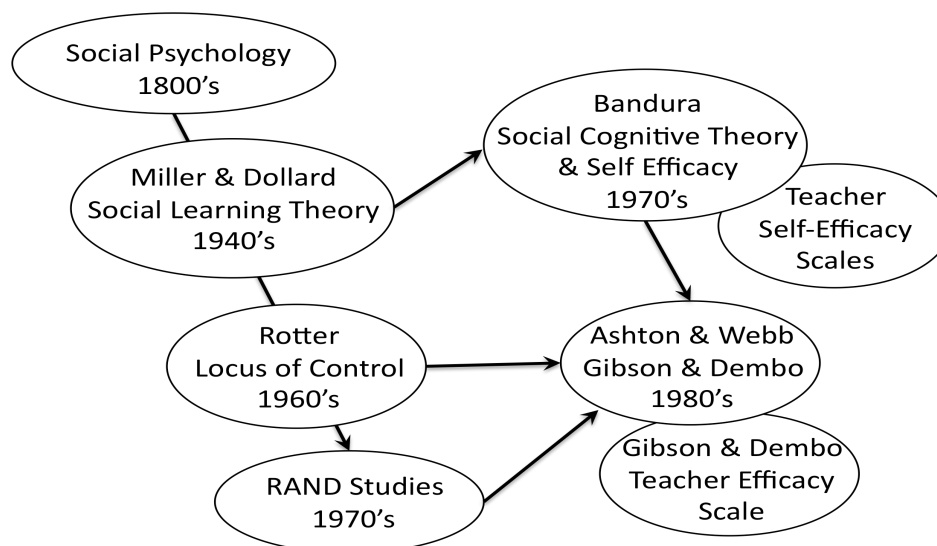 Social Psychology
1800’s
Miller & Dollard
Social Learning Theory
1940’s
Bandura
Social Cognitive Theory
& Self Efficacy
1970’s
Teacher
Self-Efficacy
Scales
Rotter
Locus of Control
1960’s
Ashton & Webb
Gibson & Dembo
1980’s
RAND Studies
1970’s
Gibson & Dembo
Teacher Efficacy
Scale